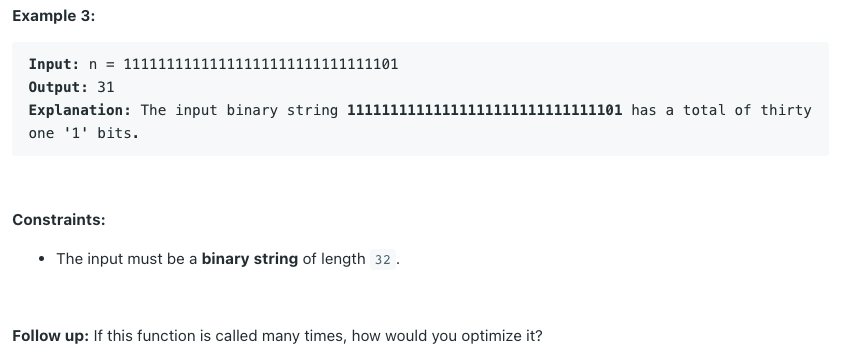 Example 3:
Input: n = 11111111111111111111111111111101
Output: 31
Explanation: The input binary string 11111111111111111111111111111101 has a total of thirty
one '1' bits.
Constraints:
• The input must be a binary string of length 32 .
Follow up: If this function is called many times, how would you optimize it?